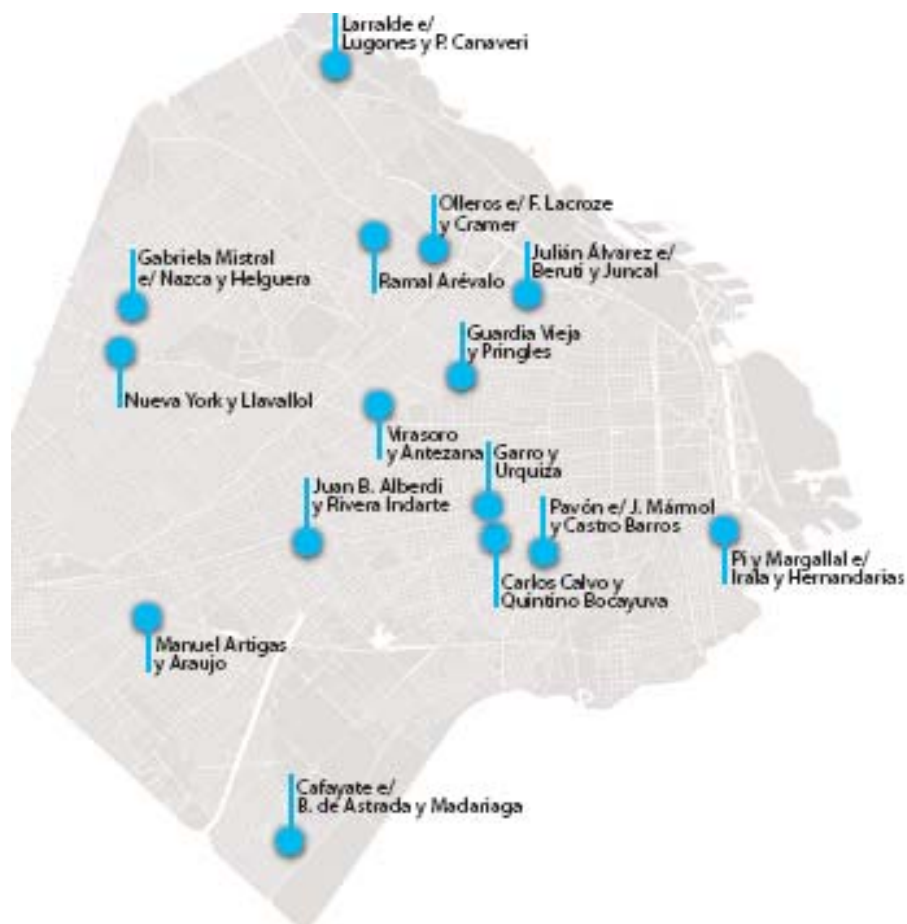 Larralde e/
Lugones y P. Canaveri
Olleros e/ F. Lacroze
y Cramer
Gabriela Mistral
e/ Nazca y Helguera
Julián Álvarez e/
Beruti y Juncal
Ramal Arévalo
Guardia Vieja
y Pringles
Nueva York y Llavallol
Virasoro
y Antezana
Garro y
Urquiza
Juan B. Alberdi
y Rivera Indarte
Pavón e/ J. Mármol
y Castro Barros
Pi y Margallal e/
Irala y Hernandarias
Carlos Calvo y
Quintino Bocayuva
Manuel Artigas
y Araujo
Cafayate e/
B. de Astrada y Madariaga